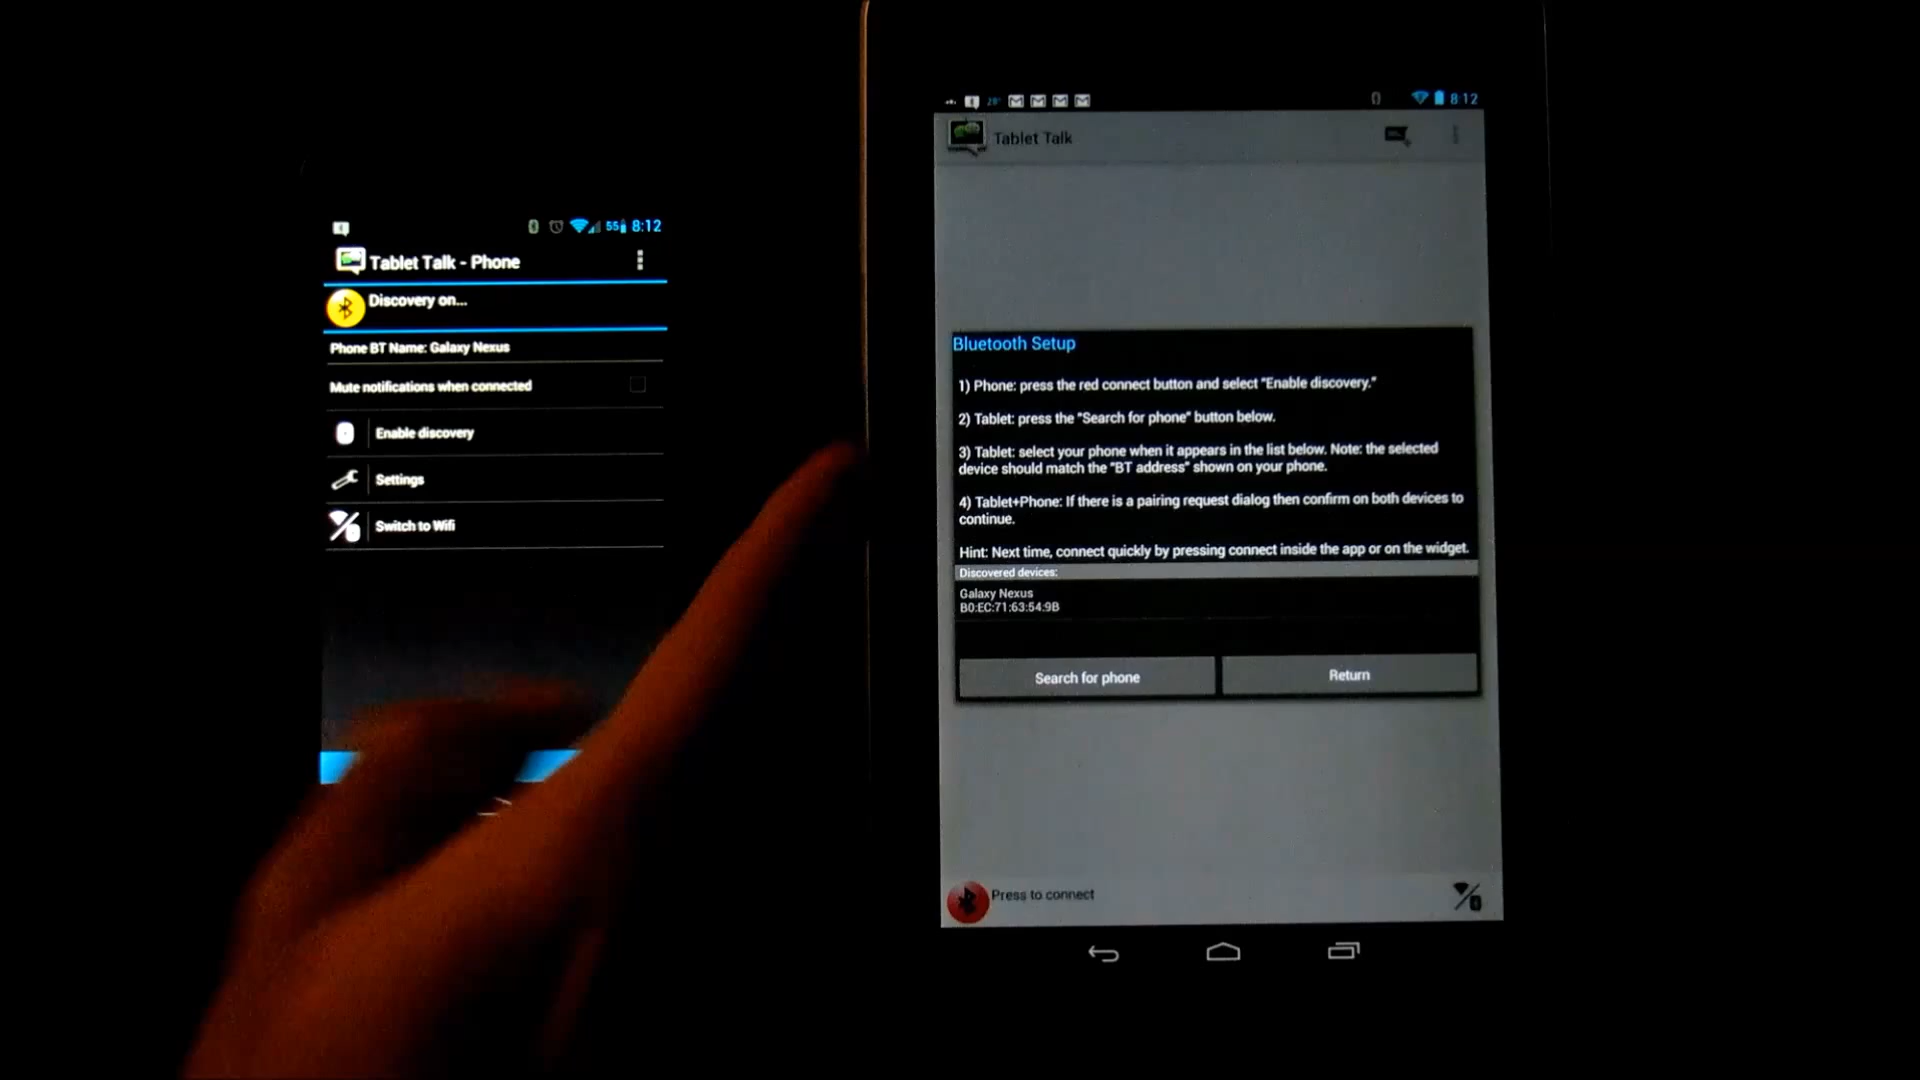 55 8:12
Tablet Talk - Phone
Discovery on...
Phone BT Name: Galaxy Nexus
Mute notifications when connected
Enable discovery
Settings
Switch to Wifi
28° 8:12
Tablet Talk
Bluetooth Setup
1) Phone: press the red connect button and select "Enable discovery."
2) Tablet: press the "Search for phone" button below.
3) Tablet: select your phone when it appears in the list below. Note: the selected
device should match the "BT address" shown on your phone.
4) Tablet+Phone: If there is a pairing request dialog then confirm on both devices to
continue.
Hint: Next time, connect quickly by pressing connect inside the app or on the widget.
Discovered devices:
Galaxy Nexus
B0:EC:71:63:54:9B
Search for phone
Return
Press to connect